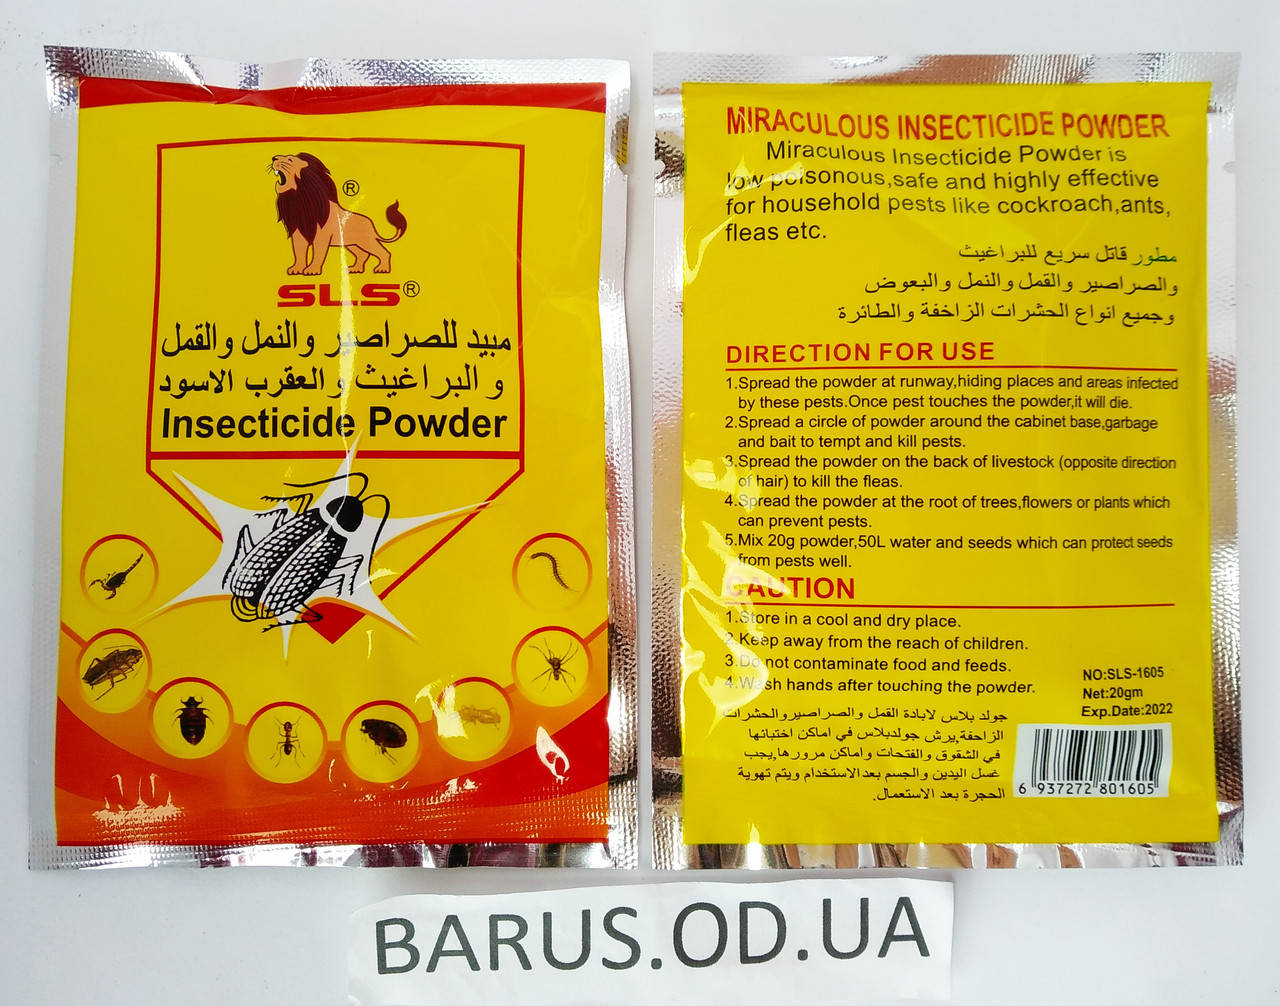 ®
SLS®
مبيد للصراصير والنمل والقمل
و البراغيث و العقرب الاسود
Insecticide Powder
MIRACULOUS INSECTICIDE POWDER
Miraculous Insecticide Powder is
low poisonous,safe and highly effective
for household pests like cockroach,ants,
fleas etc.
مطور قاتل سريع للبراغيث
والصراصير والقمل والنمل والبعوض
وجميع انواع الحشرات الزاخفة والطائرة
DIRECTION FOR USE
1.Spread the powder at runway,hiding places and areas infected
by these pests.Once pest touches the powder,it will die.
2.Spread a circle of powder around the cabinet base,garbage
and bait to tempt and kill pests.
3.Spread the powder on the back of livestock (opposite direction
of hair) to kill the fleas.
4.Spread the powder at the root of trees,flowers or plants which
can prevent pests.
5.Mix 20g powder,50L water and seeds which can protect seeds
from pests well.
CAUTION
1.Store in a cool and dry place.
2.Keep away from the reach of children.
3.Do not contaminate food and feeds.
4.Wash hands after touching the powder.
NO:SLS-1605
Net:20gm
Exp.Date:2022
جولد بلاس لابادة القمل والصراصيروالحشرات
الزاحفة,يرش جولدبلاس في اماكن اختبائها
في الشقوق والفتحات واماكن مرورها,يجب
غسل اليدين والجسم بعد الاستخدام ويتم تهوية
الحجرة بعد الاستعمال.
6 937272 801605
BARUS.OD.UA